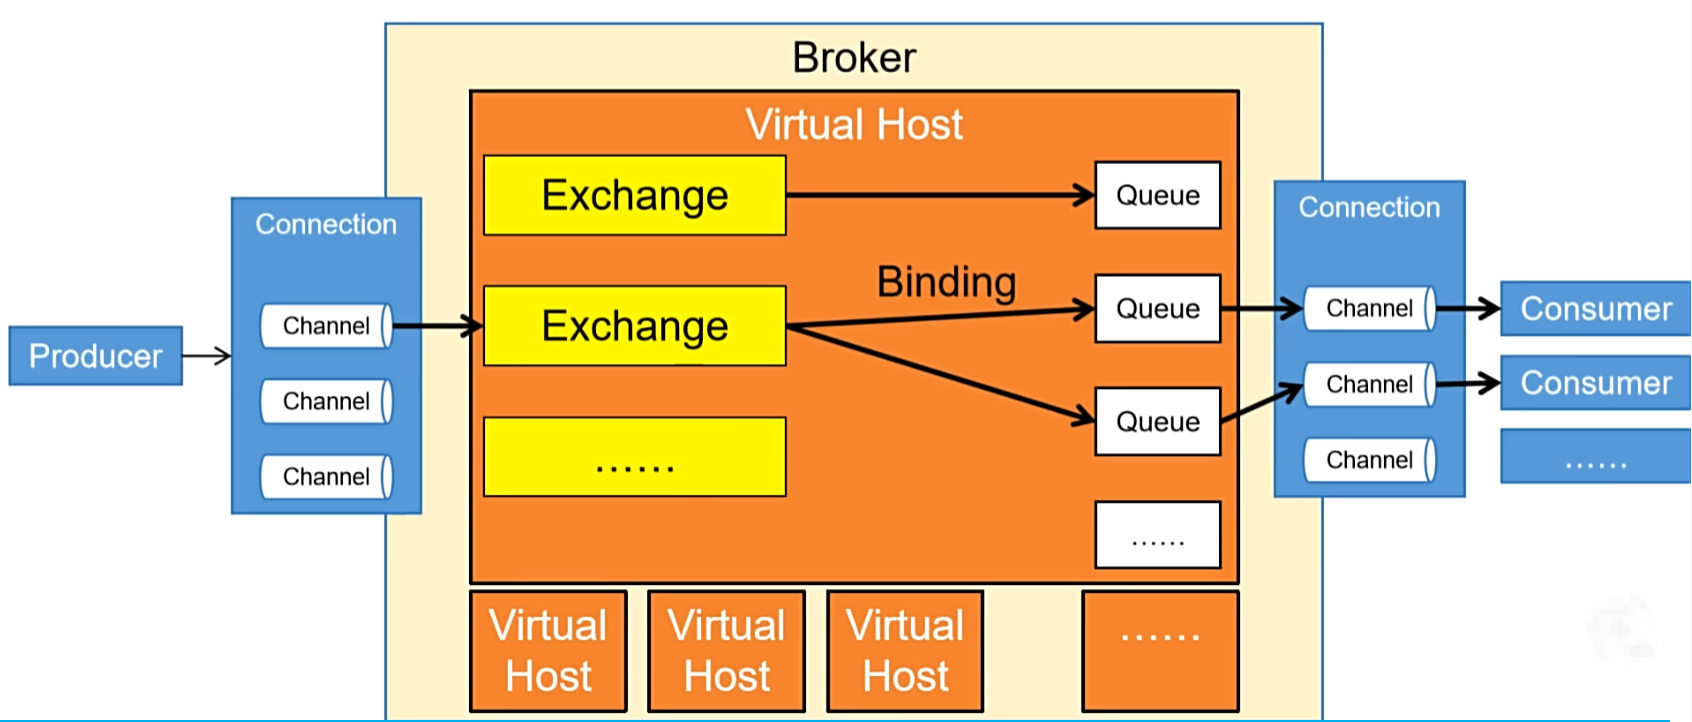 Broker
Virtual Host
Exchange
Queue
Connection
Connection
Binding
Exchange
Queue
Channel
Consumer
Channel
Producer
Channel
Consumer
Channel
Queue
......
Channel
......
Channel
......
Virtual
Host
Virtual
Host
Virtual
Host
......